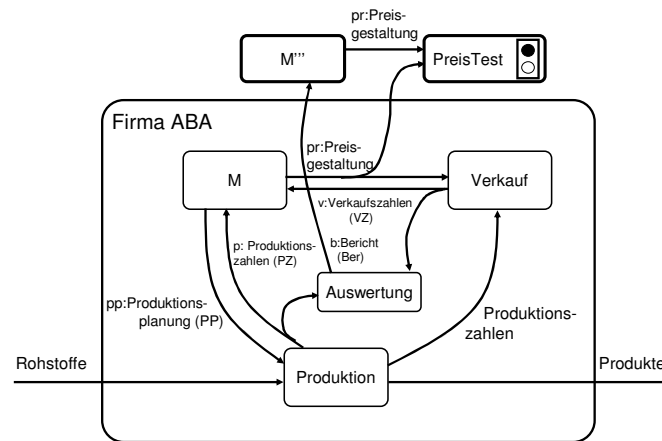 pr:Preis-
gestaltung
M'''
PreisTest
Firma ABA
pr:Preis-
gestaltung
M
Verkauf
v:Verkaufszahlen
(VZ)
p: Produktions-
zahlen (PZ)
b:Bericht
(Ber)
Auswertung
pp:Produktions-
planung (PP)
Produktions-
zahlen
Rohstoffe
Produktion
Produkte